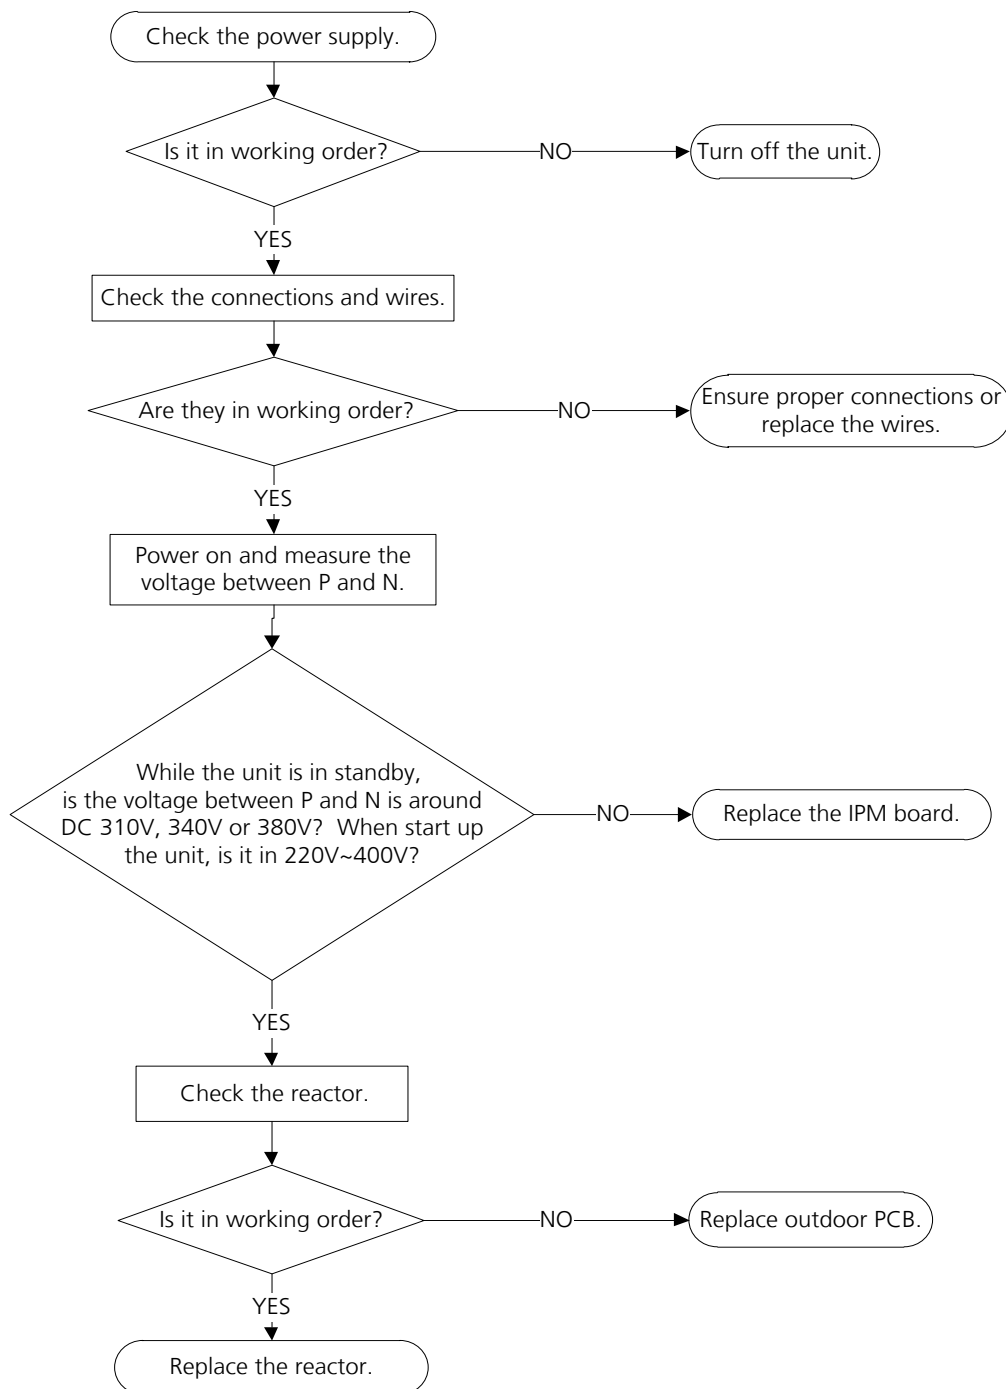 Check the power supply.
Is it in working order?
NO
Turn off the unit.
YES
Check the connections and wires.
Are they in working order?
NO
Ensure proper connections or
replace the wires.
YES
Power on and measure the
voltage between P and N.
While the unit is in standby,
is the voltage between P and N is around
DC 310V, 340V or 380V? When start up
the unit, is it in 220V~400V?
NO
Replace the IPM board.
YES
Check the reactor.
Is it in working order?
NO
Replace outdoor PCB.
YES
Replace the reactor.